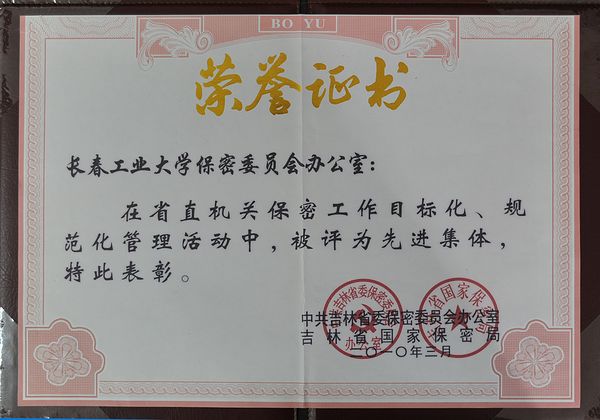 BO YU
荣誉证书
长春工业大学保密委员会办公室：
在省直机关保密工作目标化、规
范化管理活动中，被评为先进集体，
特此表彰。
中共吉林省委保密委员会办公室
吉林省国家保密局
二〇一〇年三月